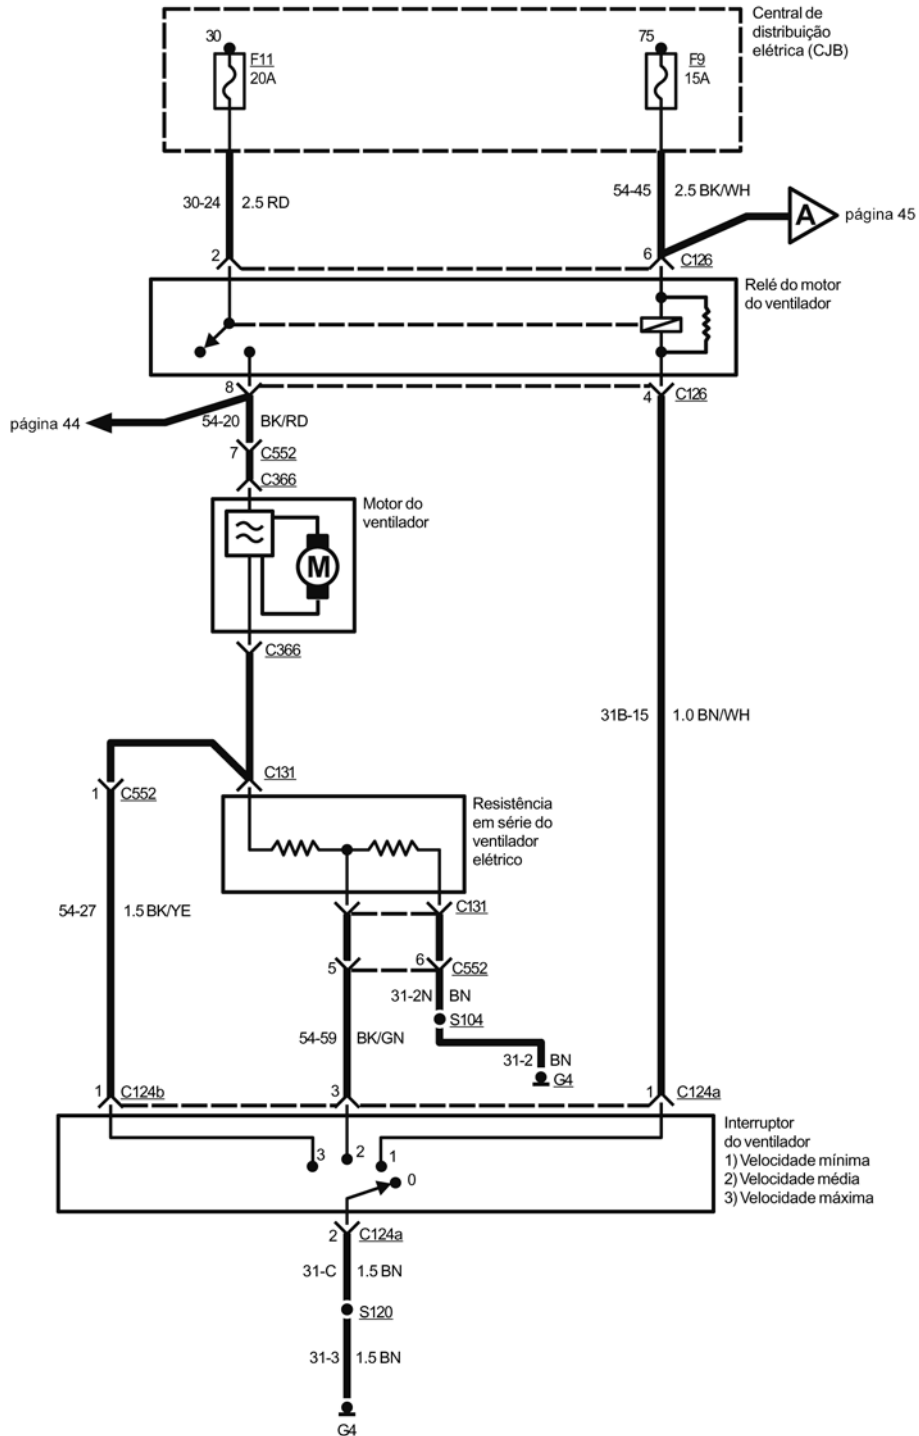 Central de
distribuição
elétrica (CJB)
30
F11
20A
75
F9
15A
30-24
2.5 RD
54-45
2.5 BK/WH
A
página 45
2
6
C126
Relé do motor
do ventilador
8
4
C126
página 44
54-20
BK/RD
7
C552
C366
Motor do
ventilador
M
C366
31B-15
1.0 BN/WH
C131
1
C552
Resistência
em série do
ventilador
elétrico
54-27
1.5 BK/YE
C131
5
6
C552
31-2N
BN
S104
54-59
BK/GN
31-2
BN
G4
1
C124b
3
1
C124a
Interruptor
do ventilador
1) Velocidade mínima
2) Velocidade média
3) Velocidade máxima
3
2
1
0
2
C124a
31-C
1.5 BN
S120
31-3
1.5 BN
G4